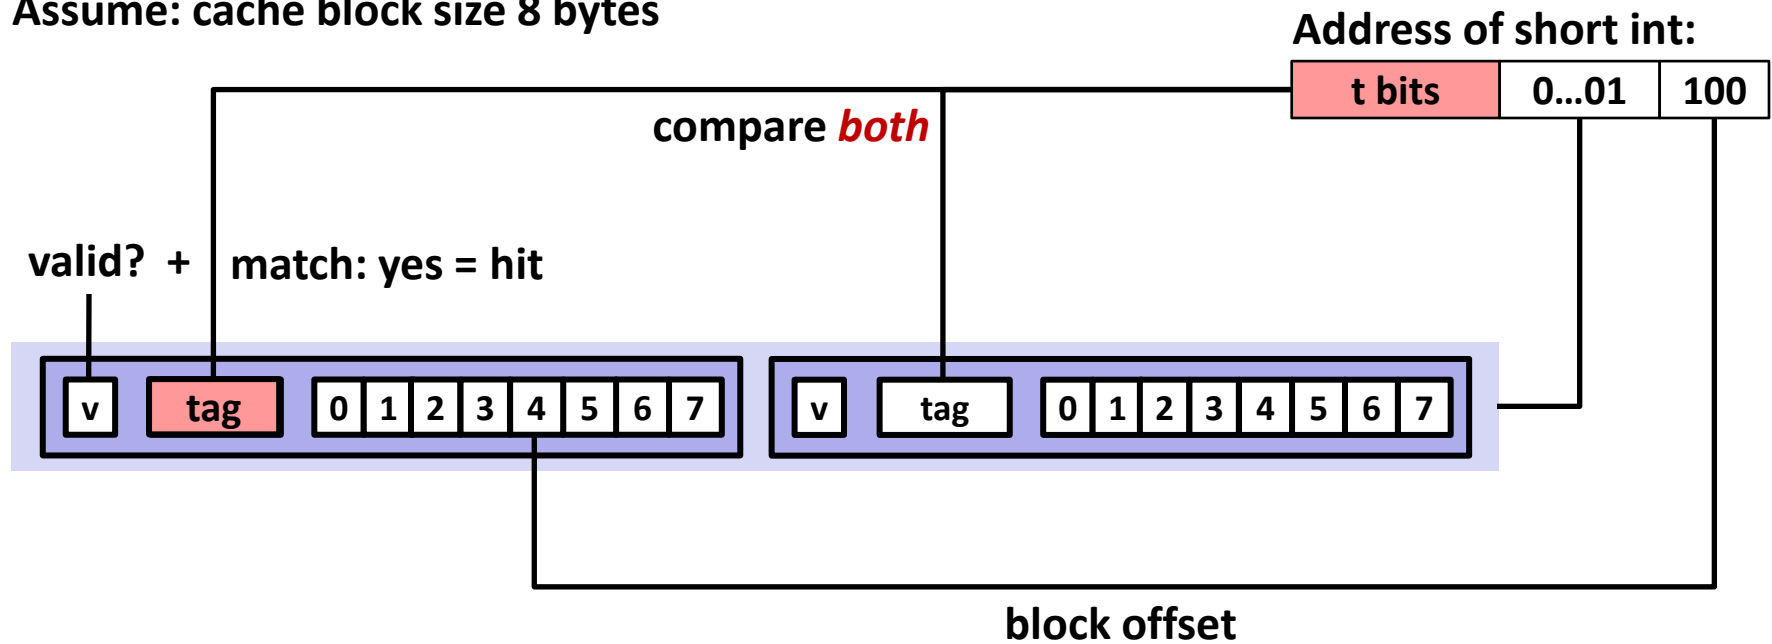 Assume: cache block size 8 bytes
Address of short int:
t bits 0...01 100
compare both
valid? + match: yes = hit
v tag 0 1 2 3 4 5 6 7 v tag 0 1 2 3 4 5 6 7
block offset